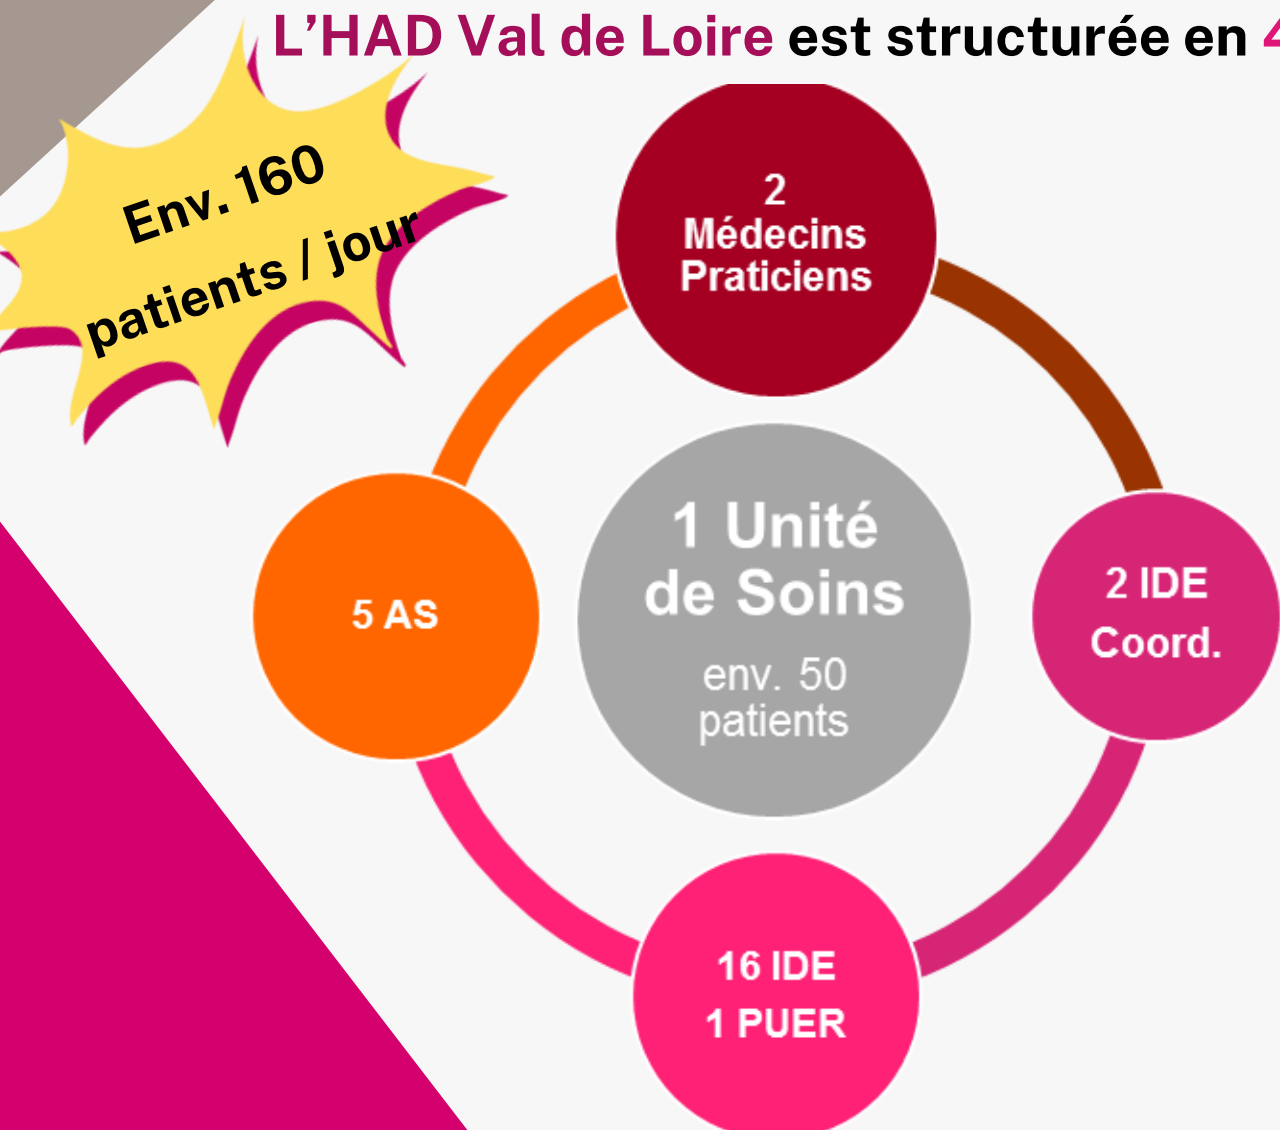 L’HAD Val de Loire est structurée en 4
Env. 160
patients / jour
2
Médecins
Praticiens
1 Unité
de Soins
env. 50
patients
5 AS
2 IDE
Coord.
16 IDE
1 PUER